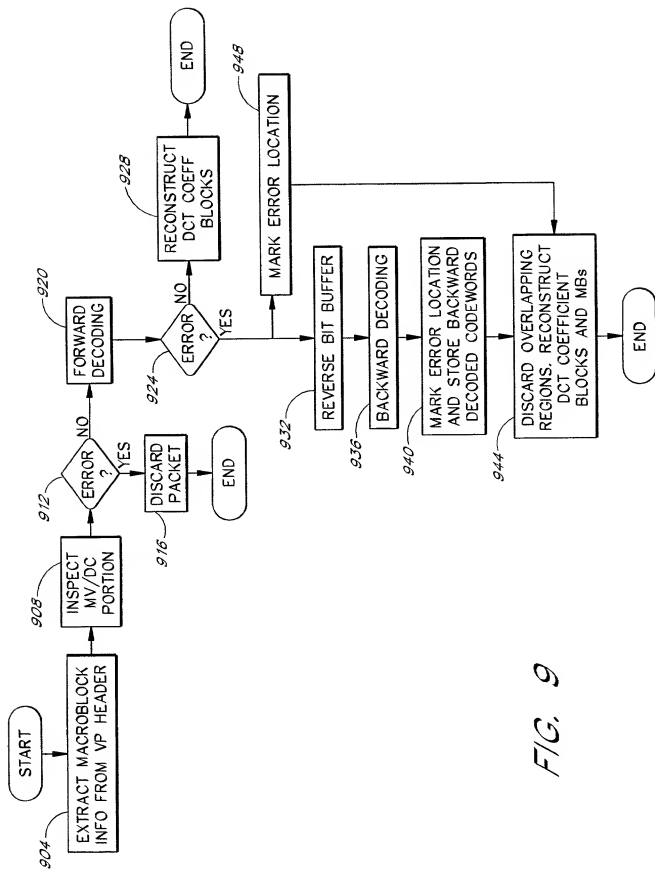 START
904
EXTRACT MACROBLOCK
INFO FROM VP HEADER
908
INSPECT
MV/DC
PORTION
912
ERROR
?
YES
NO
916
DISCARD
PACKET
END
920
FORWARD
DECODING
924
ERROR
?
NO
YES
928
RECONSTRUCT
DCT COEFF
BLOCKS
END
948
MARK ERROR LOCATION
932
REVERSE BIT BUFFER
936
BACKWARD DECODING
940
MARK ERROR LOCATION
AND STORE BACKWARD
DECODED CODEWORDS
944
DISCARD OVERLAPPING
REGIONS. RECONSTRUCT
DCT COEFFICIENT
BLOCKS AND MBs
END
FIG. 9